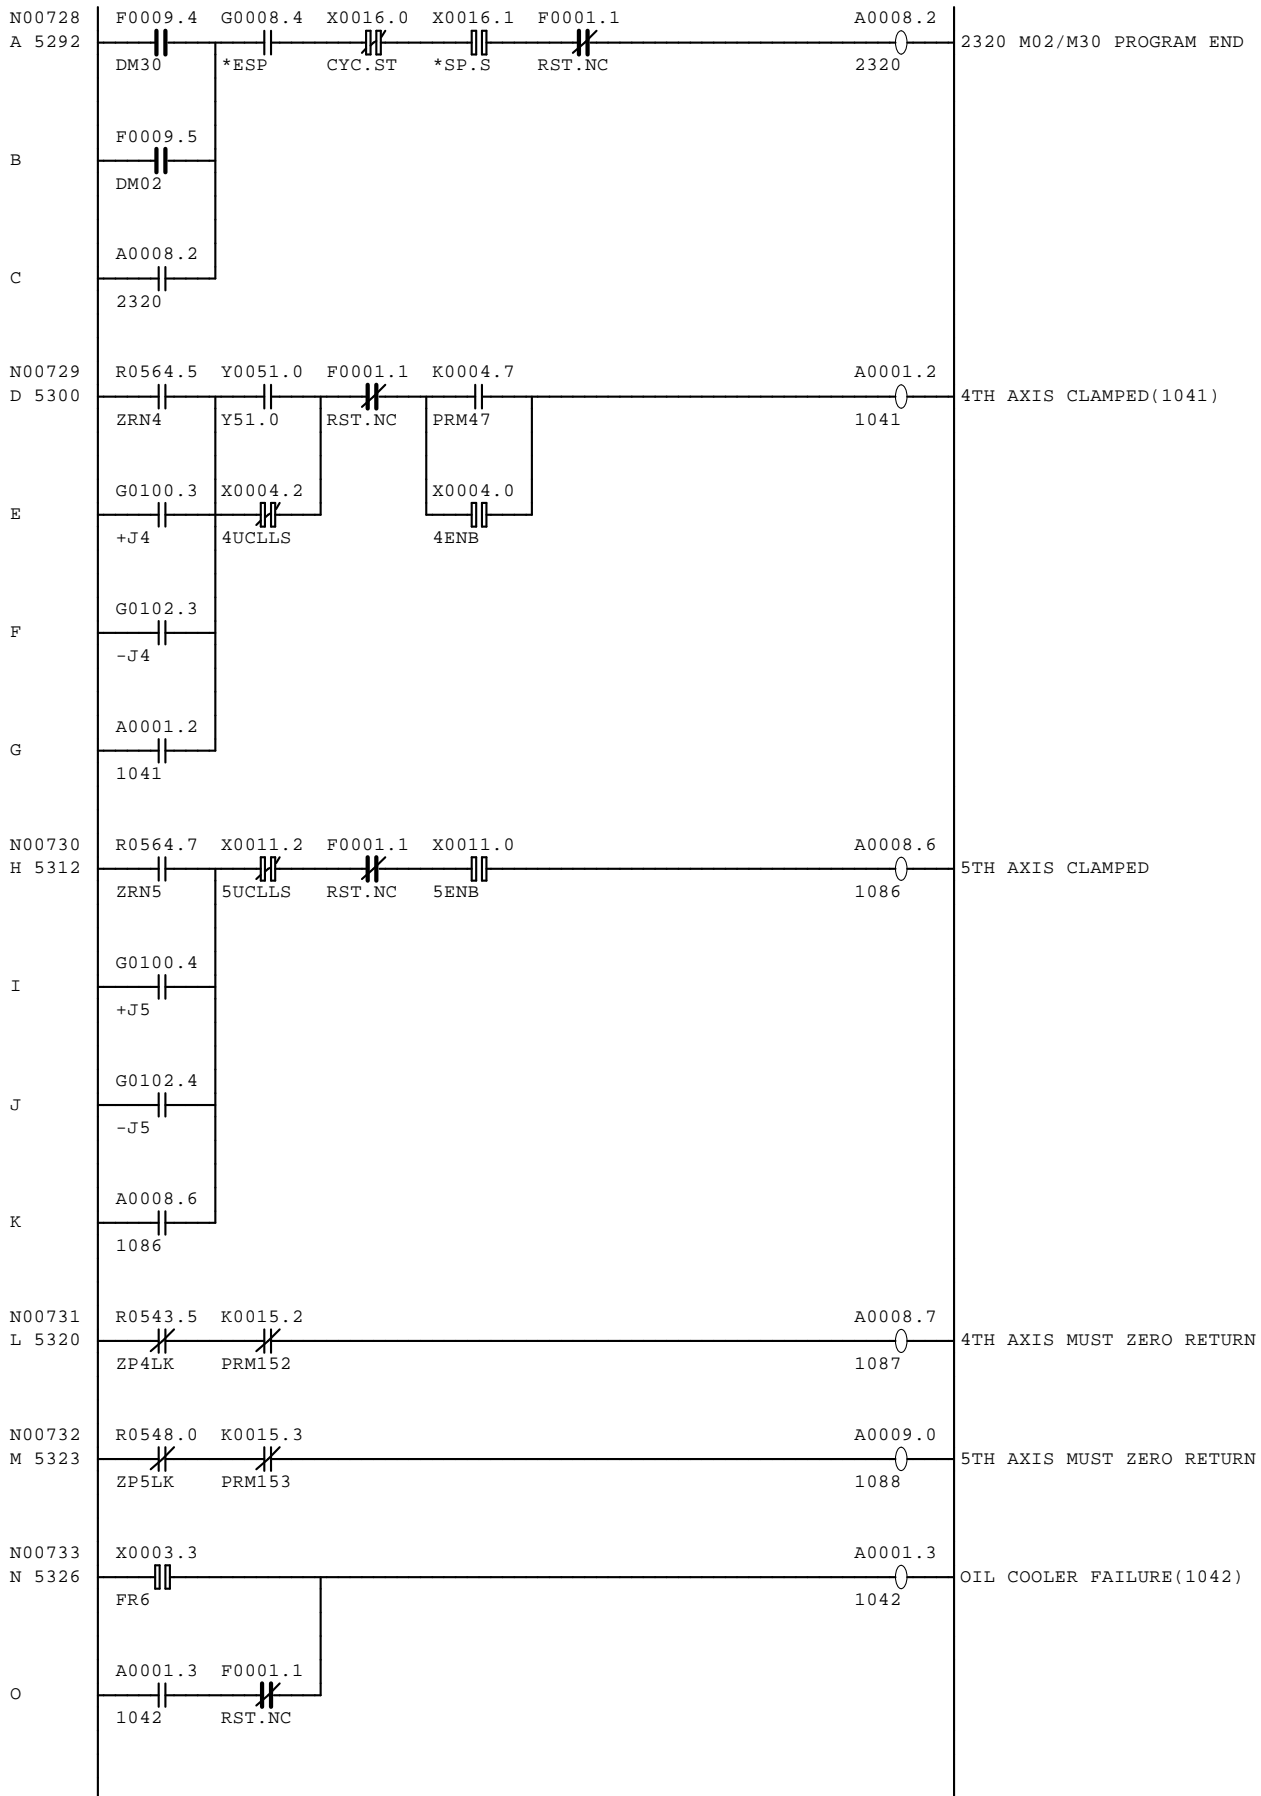 N00728 F0009.4 G0008.4 X0016.0 X0016.1 F0001.1 A0008.2
A 5292 2320 M02/M30 PROGRAM END
DM30 *ESP CYC.ST *SP.S RST.NC 2320
F0009.5
B
DM02
A0008.2
C
2320
N00729 R0564.5 Y0051.0 F0001.1 K0004.7 A0001.2
D 5300 4TH AXIS CLAMPED(1041)
ZRN4 Y51.0 RST.NC PRM47 1041
G0100.3 X0004.2 X0004.0
E
+J4 4UCLLS 4ENB
G0102.3
F
-J4
A0001.2
G
1041
N00730 R0564.7 X0011.2 F0001.1 X0011.0 A0008.6
H 5312 5TH AXIS CLAMPED
ZRN5 5UCLLS RST.NC 5ENB 1086
G0100.4
I
+J5
G0102.4
J
-J5
A0008.6
K
1086
N00731 R0543.5 K0015.2 A0008.7
L 5320 4TH AXIS MUST ZERO RETURN
ZP4LK PRM152 1087
N00732 R0548.0 K0015.3 A0009.0
M 5323 5TH AXIS MUST ZERO RETURN
ZP5LK PRM153 1088
N00733 X0003.3 A0001.3
N 5326 OIL COOLER FAILURE(1042)
FR6 1042
A0001.3 F0001.1
O
1042 RST.NC